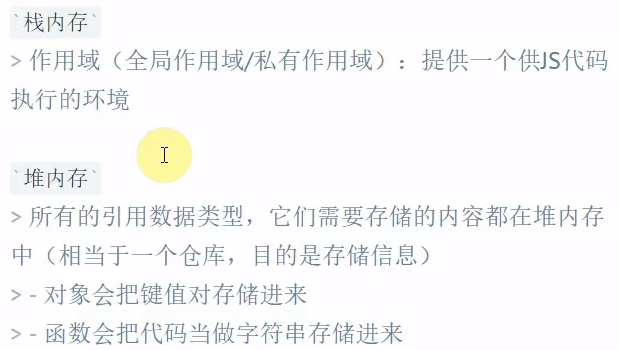 `栈内存`
> 作用域（全局作用域/私有作用域）：提供一个供JS代码
执行的环境
`堆内存`
> 所有的引用数据类型，它们需要存储的内容都在堆内存
中（相当于一个仓库，目的是存储信息）
> - 对象会把键值对存储进来
> - 函数会把代码当做字符串存储进来